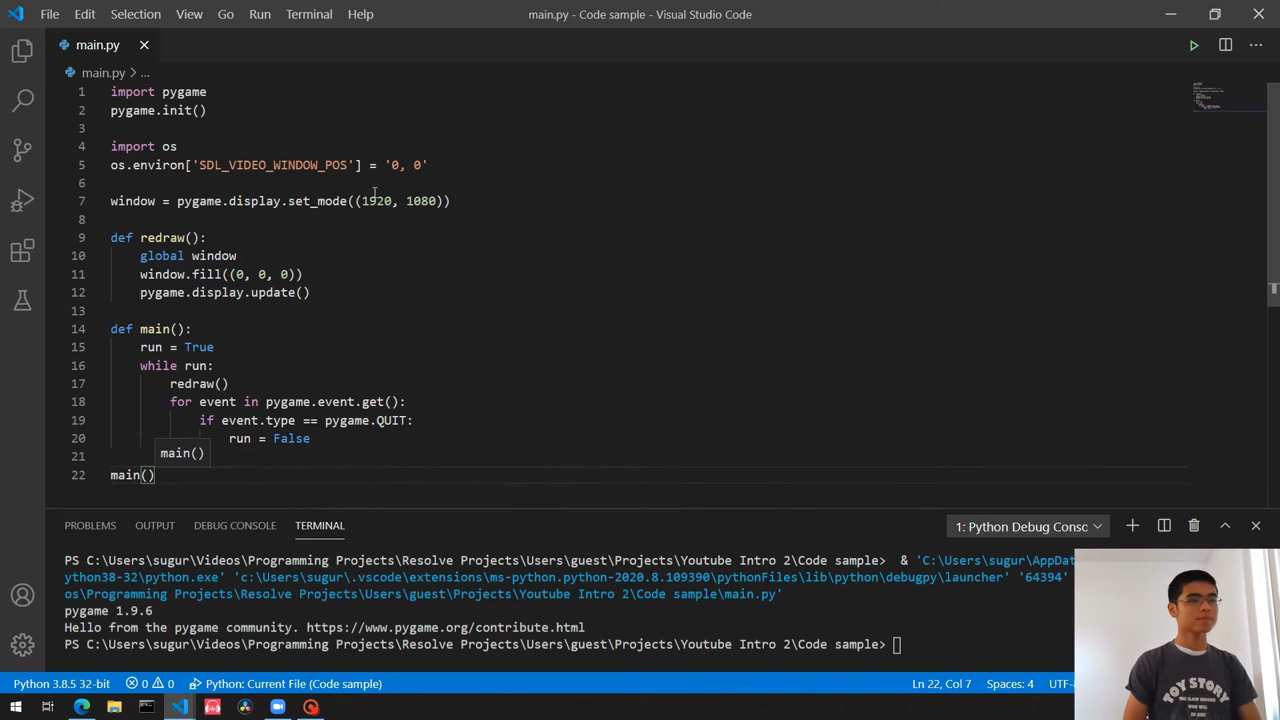 File Edit Selection View Go Run Terminal Help main.py - Code sample - Visual Studio Code
main.py
main.py > ...
1 import pygame
2 pygame.init()
3
4 import os
5 os.environ['SDL_VIDEO_WINDOW_POS'] = '0, 0'
6
7 window = pygame.display.set_mode((1920, 1080))
8
9 def redraw():
10 global window
11 window.fill((0, 0, 0))
12 pygame.display.update()
13
14 def main():
15 run = True
16 while run:
17 redraw()
18 for event in pygame.event.get():
19 if event.type == pygame.QUIT:
20 run = False
21 main()
22 main()
PROBLEMS OUTPUT DEBUG CONSOLE TERMINAL 1: Python Debug Consc
PS C:\Users\sugur\Videos\Programming Projects\Resolve Projects\Users\guest\Projects\Youtube Intro 2\Code sample> & 'C:\Users\sugur\AppDat
ython38-32\python.exe' 'c:\Users\sugur\.vscode\extensions\ms-python.python-2020.8.109390\pythonFiles\lib\python\debugpy\launcher' '64394'
os\Programming Projects\Resolve Projects\Users\guest\Projects\Youtube Intro 2\Code sample\main.py'
pygame 1.9.6
Hello from the pygame community. https://www.pygame.org/contribute.html
PS C:\Users\sugur\Videos\Programming Projects\Resolve Projects\Users\guest\Projects\Youtube Intro 2\Code sample>
TOY STORY
Python 3.8.5 32-bit 0 0 Python: Current File (Code sample) Ln 22, Col 7 Spaces: 4 UTF-